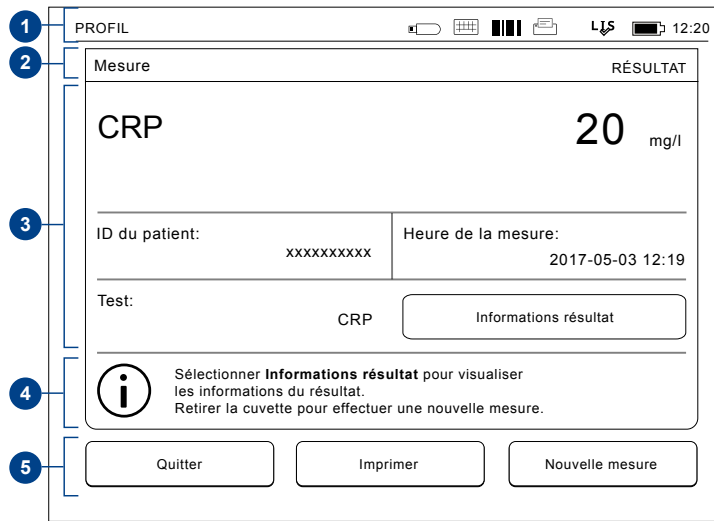 1 PROFIL LIS 12:20
2 Mesure RÉSULTAT
3
CRP 20 mg/l
ID du patient: xxxxxxxxxx
Heure de la mesure: 2017-05-03 12:19
Test: CRP
Informations résultat
4
Sélectionner Informations résultat pour visualiser
les informations du résultat.
Retirer la cuvette pour effectuer une nouvelle mesure.
5 Quitter Imprimer Nouvelle mesure